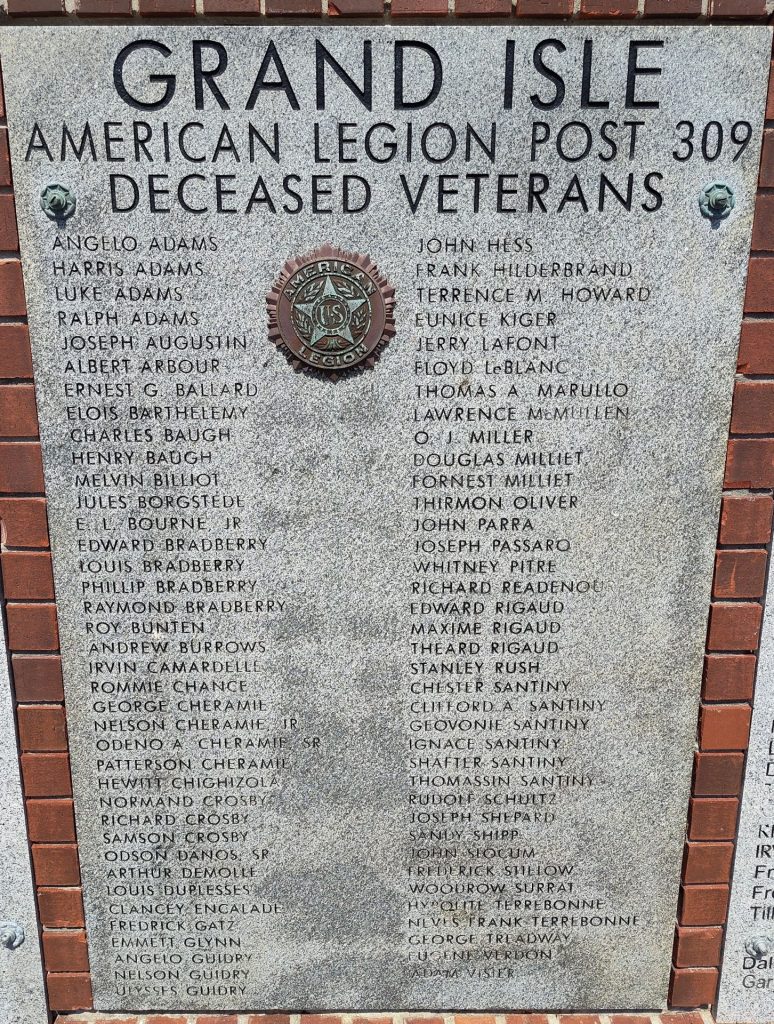 GRAND ISLE
AMERICAN LEGION POST 309
DECEASED VETERANS
ANGELO ADAMS
HARRIS ADAMS
LUKE ADAMS
RALPH ADAMS
JOSEPH AUGUSTIN
ALBERT ARBOUR
ERNEST G. BALLARD
ELOIS BARTHELEMY
CHARLES BAUGH
HENRY BAUGH
MELVIN BILLIOT
JULES BORGSTEDE
E. L. BOURNE, JR
EDWARD BRADBERRY
LOUIS BRADBERRY
PHILLIP BRADBERRY
RAYMOND BRADBERRY
ROY BUNTEN
ANDREW BURROWS
IRVIN CAMARDELLE
ROMMIE CHANCE
GEORGE CHERAMIE
NELSON CHERAMIE, JR
ODENO A. CHERAMIE, SR
PATTERSON CHERAMIE
HEWITT CHIGHIZOLA
NORMAND CROSBY
RICHARD CROSBY
SAMSON CROSBY
ODSON DANOS, SR
ARTHUR DEMOLLE
LOUIS DUPLESSES
CLANCEY ENCALADE
FREDRICK GATZ
EMMETT GLYNN
ANGELO GUIDRY
NELSON GUIDRY
ULYSSES GUIDRY
AMERICAN
US
LEGION
JOHN HESS
FRANK HILDERBRAND
TERRENCE M. HOWARD
EUNICE KIGER
JERRY LAFONT
FLOYD LeBLANC
THOMAS A. MARULLO
LAWRENCE McMULLEN
O. J. MILLER
DOUGLAS MILLIET
FORNEST MILLIET
THIRMON OLIVER
JOHN PARRA
JOSEPH PASSARO
WHITNEY PITRE
RICHARD READENOU
EDWARD RIGAUD
MAXIME RIGAUD
THEARD RIGAUD
STANLEY RUSH
CHESTER SANTINY
CLIFFORD A. SANTINY
GEOVONIE SANTINY
IGNACE SANTINY
SHAFTER SANTINY
THOMASSIN SANTINY
RUDOLF SCHULTZ
JOSEPH SHEPARD
SANDY SHIPP
JOHN SLOCUM
FREDERICK STILLOW
WOODROW SURRAT
HYPOLITE TERREBONNE
NEVES FRANK TERREBONNE
GEORGE TREADWAY
EUGENE VERDON
ADAM VISIER